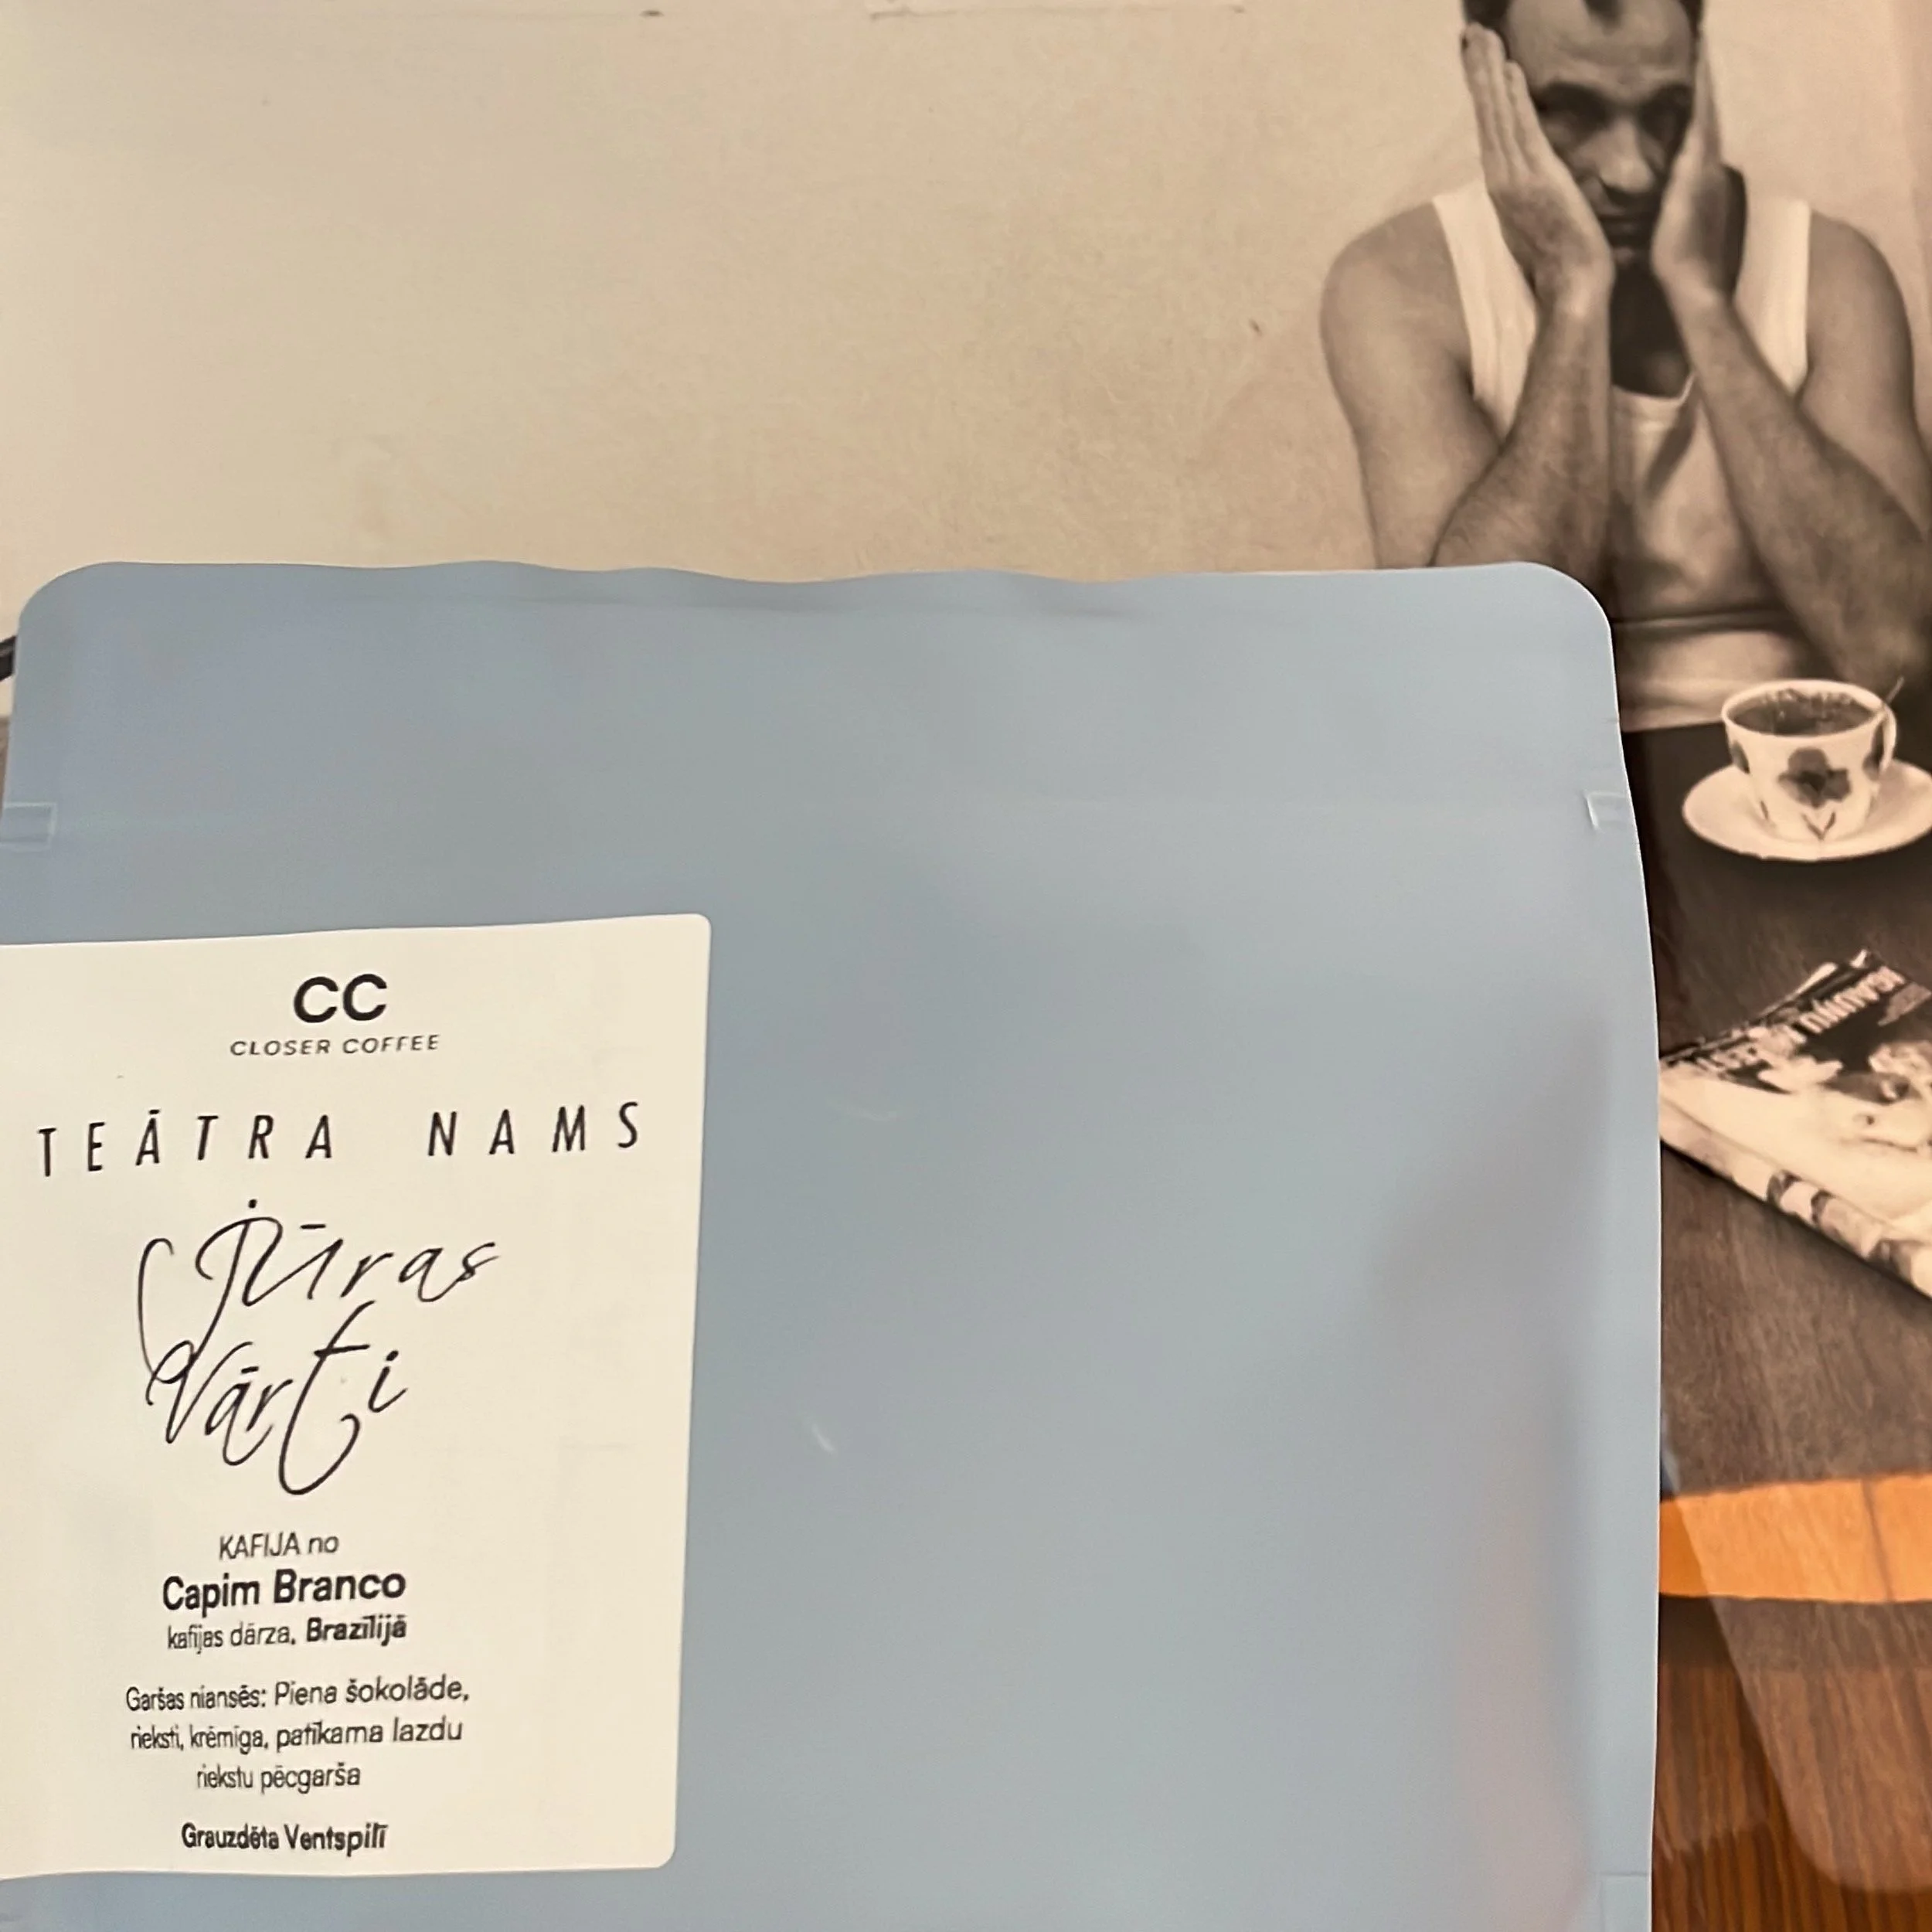 CC
CLOSER COFFEE
TEĀTRA NAMS
Jūras
Vārti
KAFIJA no
Capim Branco
kafijas dārza, Brazīlijā
Garšas niansēs: Piena šokolāde,
rieksti, krēmīga, patīkama lazdu
riekstu pēcgarša
Grauzdēta Ventspilī